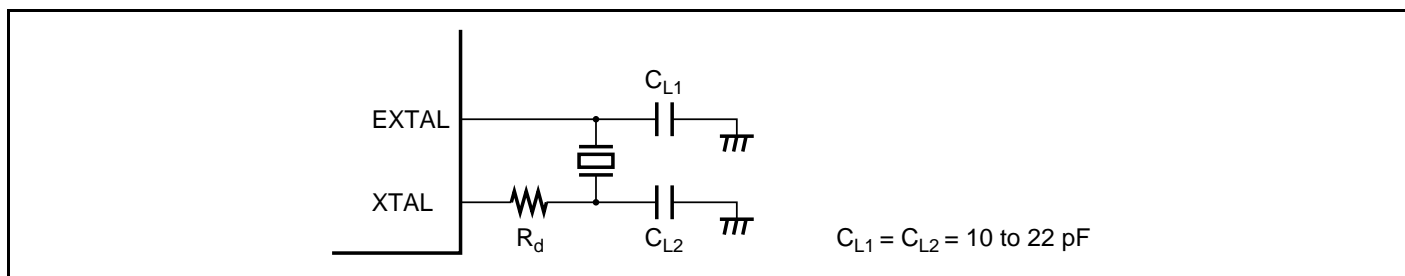 C_L1
EXTAL
XTAL
R_d
C_L2
C_L1 = C_L2 = 10 to 22 pF